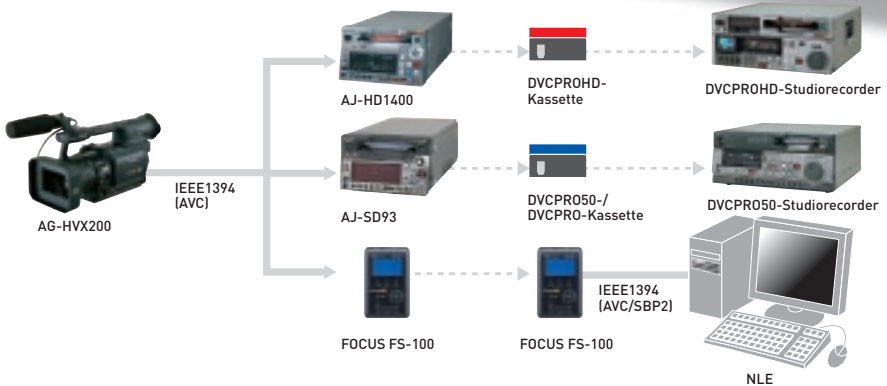 AG-HVX200
IEEE1394
(AVC)
AJ-HD1400
DVCPROHD-
Kassette
DVCPROHD-Studiorecorder
AJ-SD93
DVCPRO50-/
DVCPRO-Kassette
DVCPRO50-Studiorecorder
FOCUS FS-100
FOCUS FS-100
IEEE1394
(AVC/SBP2)
NLE